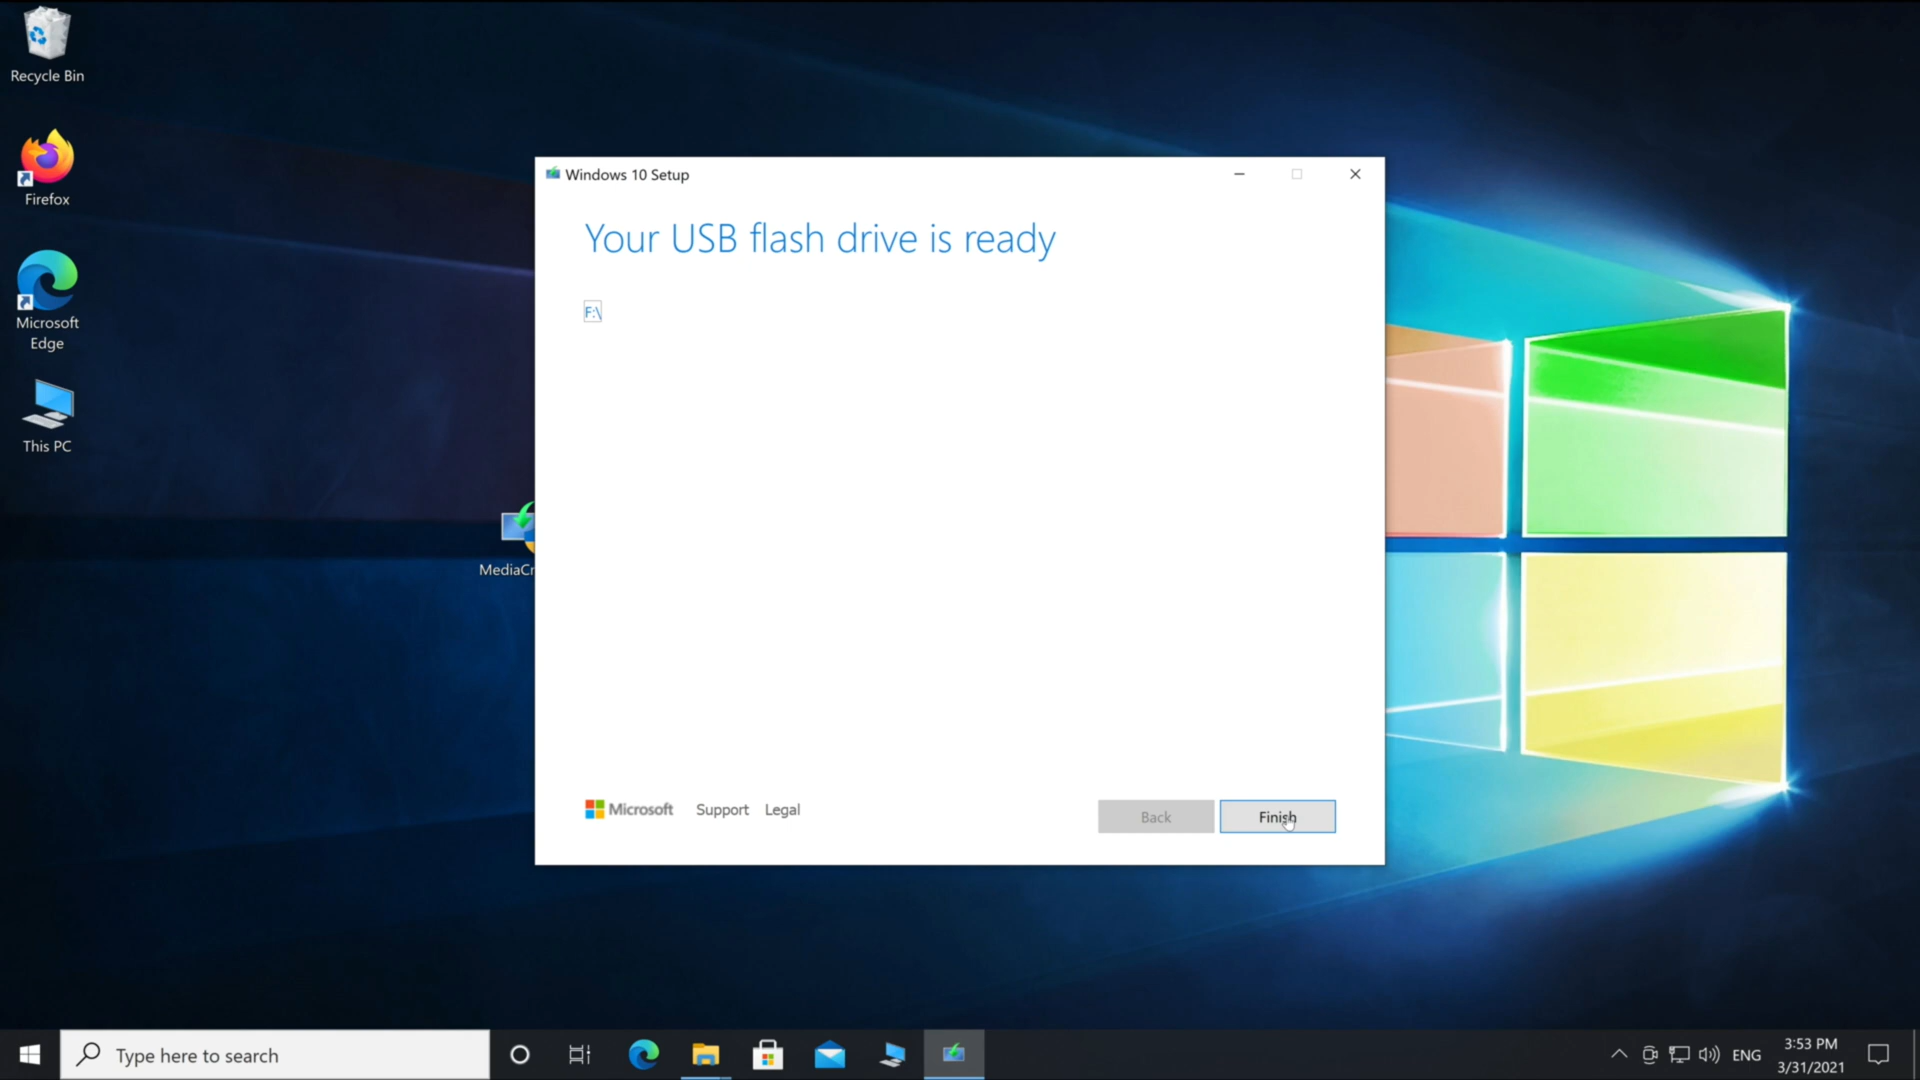 Recycle Bin
Firefox
Microsoft
Edge
This PC
MediaCr
Windows 10 Setup
Your USB flash drive is ready
F:\
Microsoft Support Legal
Back Finish
Type here to search
ENG
3:53 PM
3/31/2021